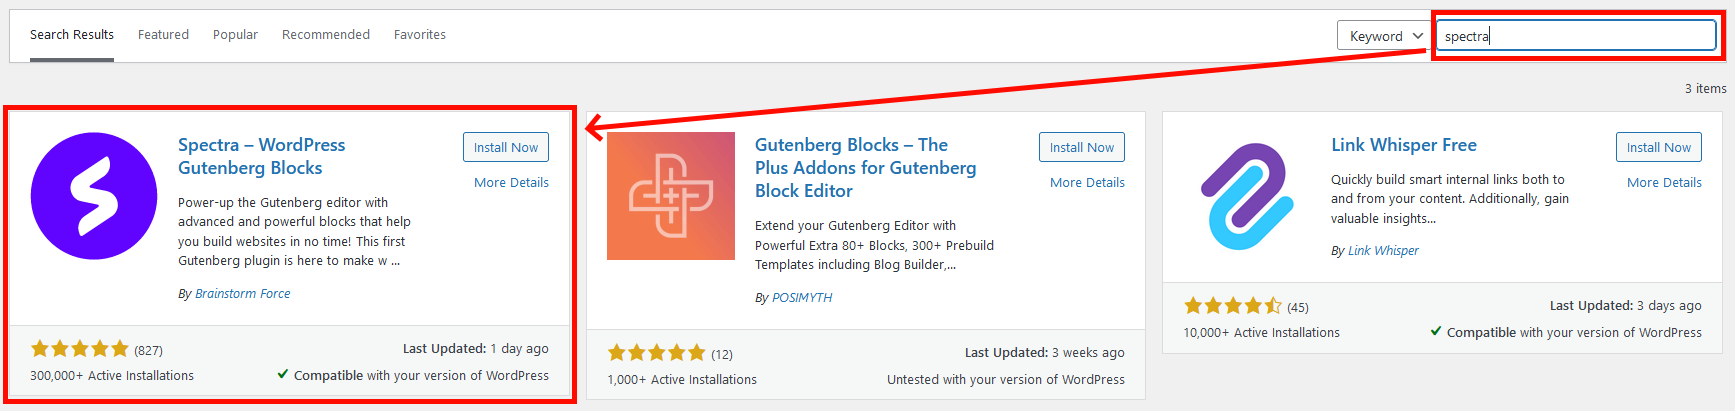 Search Results
Featured
Popular
Recommended
Favorites
Keyword
spectra
3 items
Spectra – WordPress
Gutenberg Blocks
Install Now
More Details
Power-up the Gutenberg editor with
advanced and powerful blocks that help
you build websites in no time! This first
Gutenberg plugin is here to make w ...
By Brainstorm Force
(827)
Last Updated: 1 day ago
300,000+ Active Installations
Compatible with your version of WordPress
Gutenberg Blocks – The
Plus Addons for Gutenberg
Block Editor
Install Now
More Details
Extend your Gutenberg Editor with
Powerful Extra 80+ Blocks, 300+ Prebuild
Templates including Blog Builder,...
By POSIMYTH
(12)
Last Updated: 3 weeks ago
1,000+ Active Installations
Untested with your version of WordPress
Link Whisper Free
Install Now
More Details
Quickly build smart internal links both to
and from your content. Additionally, gain
valuable insights...
By Link Whisper
(45)
Last Updated: 3 days ago
10,000+ Active Installations
Compatible with your version of WordPress